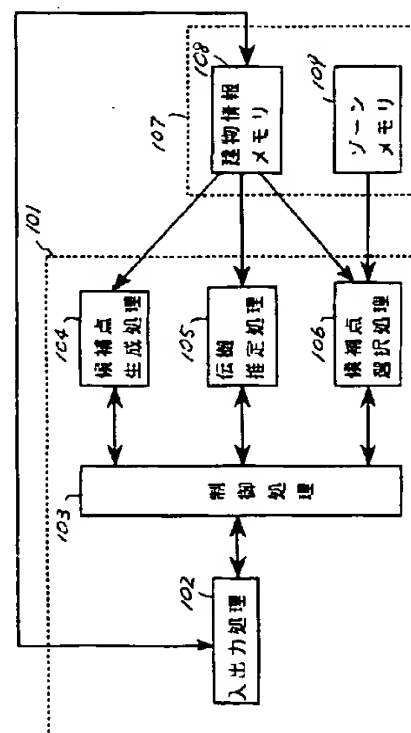 101
107
104
候補点
生成処理
108
建物情報
メモリ
103
制御処理
105
伝搬
推定処理
102
入出力処理
106
候補点
選択処理
109
ゾーン
メモリ